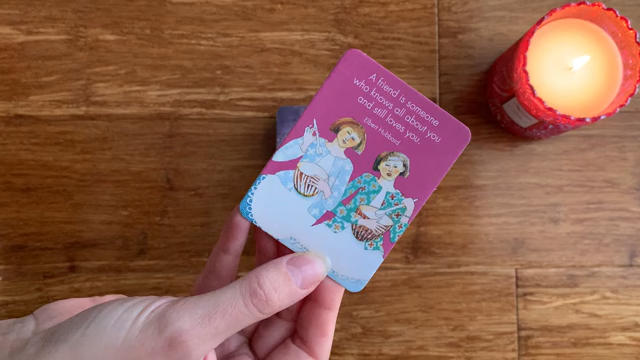 A friend is someone
who knows all about you
and still loves you.
Elbert Hubbard